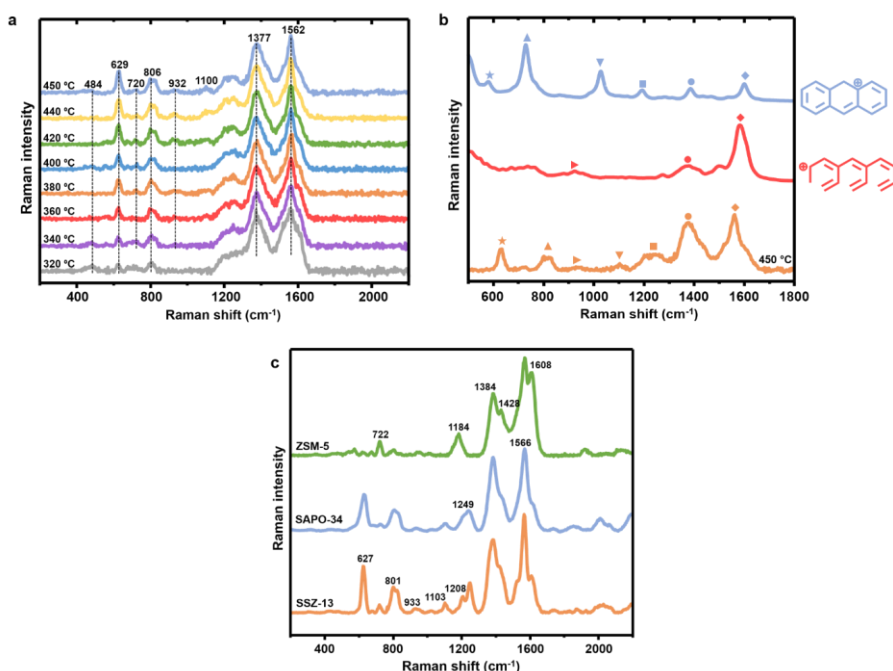 a
Raman intensity
450 °C
440 °C
420 °C
400 °C
380 °C
360 °C
340 °C
320 °C
484
629
720
806
932
1100
1377
1562
400
800
1200
1600
2000
Raman shift (cm⁻¹)
b
Raman intensity
450 °C
600
800
1000
1200
1400
1600
1800
Raman shift (cm⁻¹)
c
Raman intensity
ZSM-5
722
1184
1384
1428
1608
SAPO-34
1249
1566
SSZ-13
627
801
933
1103
1208
400
800
1200
1600
2000
Raman shift (cm⁻¹)